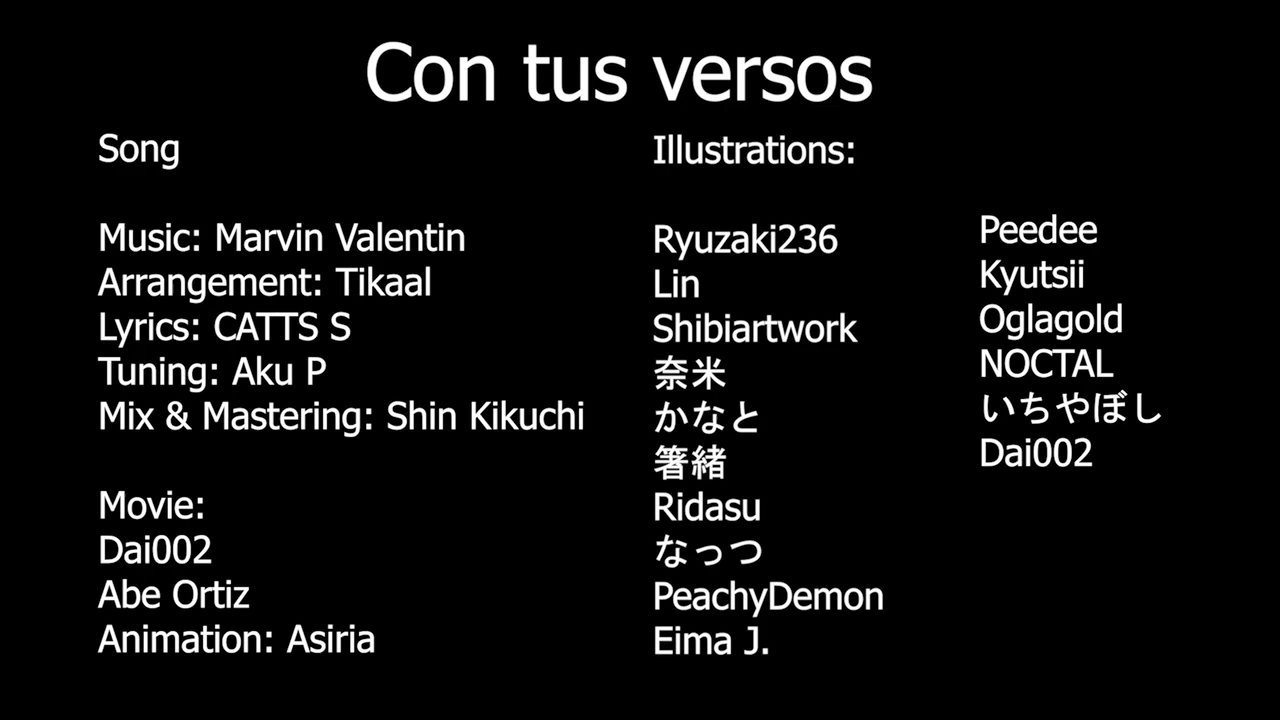 Con tus versos
Song
Music: Marvin Valentin
Arrangement: Tikaal
Lyrics: CATTS S
Tuning: Aku P
Mix & Mastering: Shin Kikuchi
Movie:
Dai002
Abe Ortiz
Animation: Asiria
Illustrations:
Ryuzaki236
Lin
Shibiartwork
奈米
かなと
箸緒
Ridasu
なっつ
PeachyDemon
Eima J.
Peedee
Kyutsii
Oglagold
NOCTAL
いちやぼし
Dai002